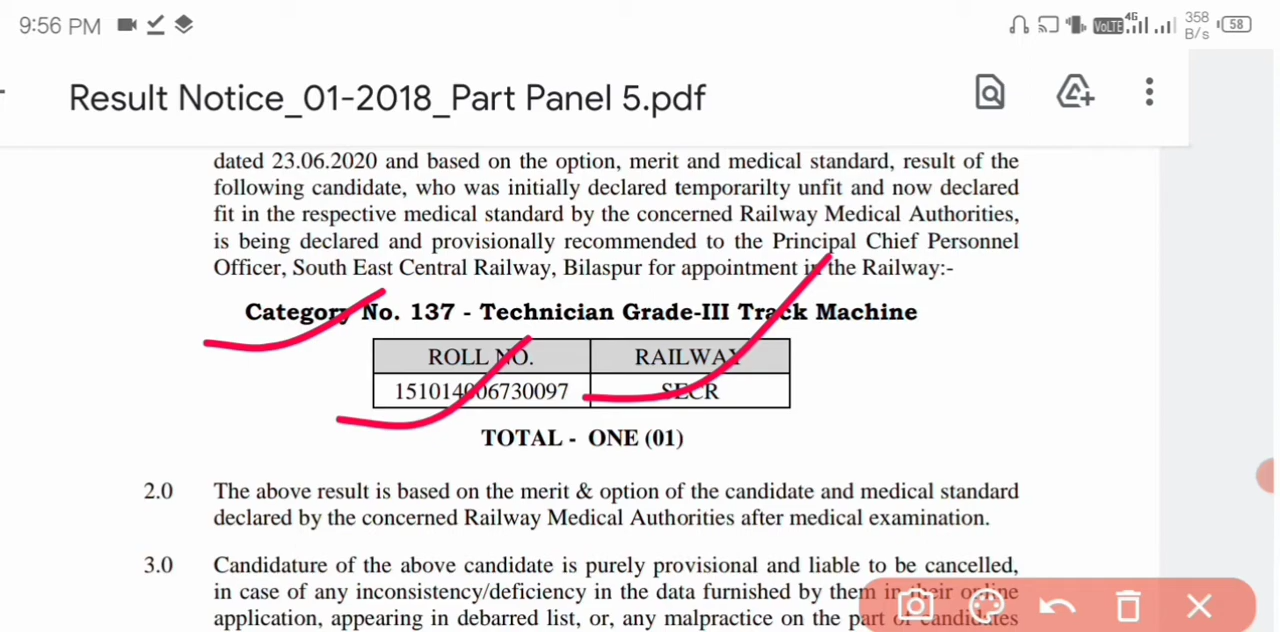 9:56 PM VoLTE 4G 358 B/s 58
Result Notice_01-2018_Part Panel 5.pdf
dated 23.06.2020 and based on the option, merit and medical standard, result of the
following candidate, who was initially declared temporarilty unfit and now declared
fit in the respective medical standard by the concerned Railway Medical Authorities,
is being declared and provisionally recommended to the Principal Chief Personnel
Officer, South East Central Railway, Bilaspur for appointment in the Railway:-
Category No. 137 - Technician Grade-III Track Machine
ROLL NO. RAILWAY
151014006730097 SECR
TOTAL - ONE (01)
2.0 The above result is based on the merit & option of the candidate and medical standard
declared by the concerned Railway Medical Authorities after medical examination.
3.0 Candidature of the above candidate is purely provisional and liable to be cancelled,
in case of any inconsistency/deficiency in the data furnished by them in their online
application, appearing in debarred list, or, any malpractice on the part of candidates